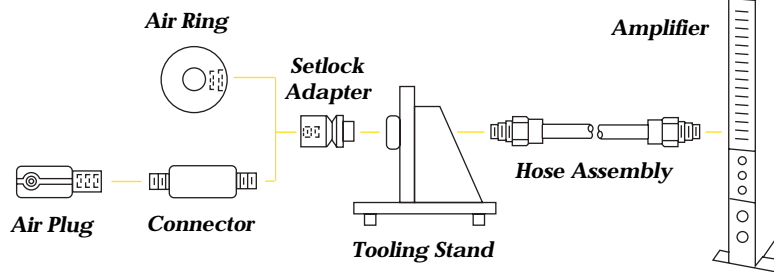 Air Ring
Amplifier
Setlock
Adapter
Hose Assembly
Air Plug
Connector
Tooling Stand